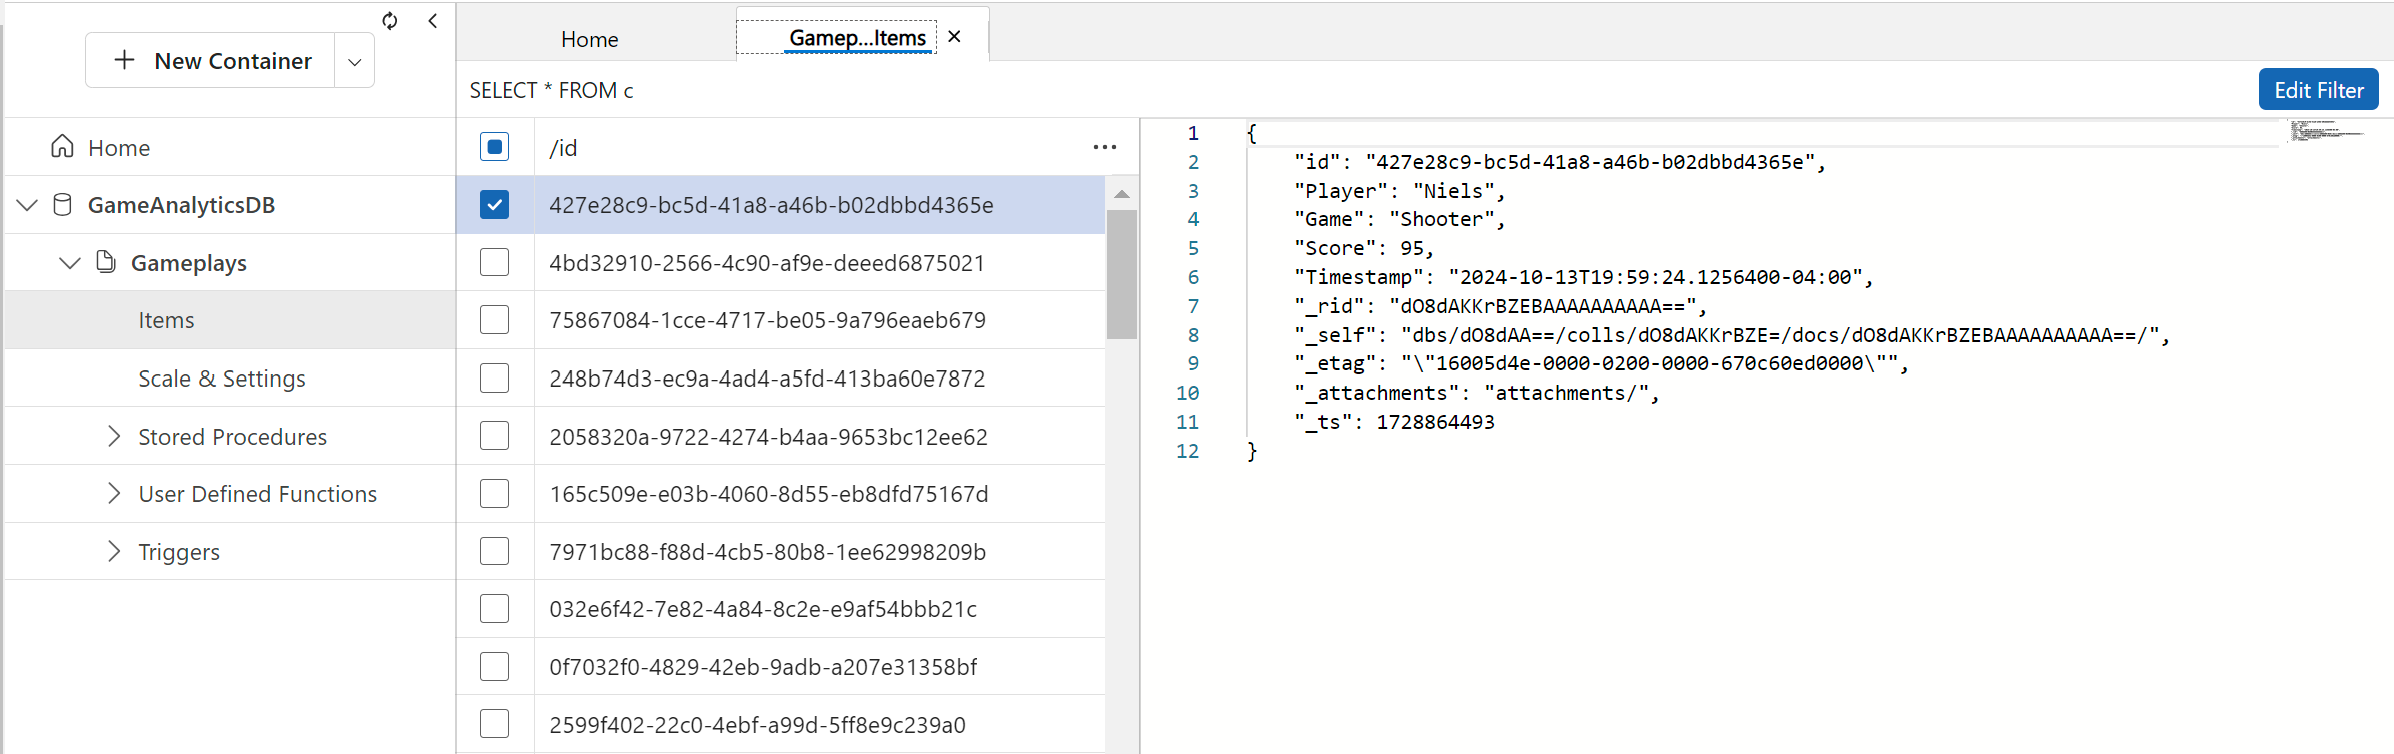 New Container
Home
GameAnalyticsDB
Gameplays
Items
Scale & Settings
Stored Procedures
User Defined Functions
Triggers
Home
Gamep...Items
SELECT * FROM c
Edit Filter
/id
427e28c9-bc5d-41a8-a46b-b02dbbd4365e
4bd32910-2566-4c90-af9e-deeed6875021
75867084-1cce-4717-be05-9a796eaeb679
248b74d3-ec9a-4ad4-a5fd-413ba60e7872
2058320a-9722-4274-b4aa-9653bc12ee62
165c509e-e03b-4060-8d55-eb8dfd75167d
7971bc88-f88d-4cb5-80b8-1ee62998209b
032e6f42-7e82-4a84-8c2e-e9af54bbb21c
0f7032f0-4829-42eb-9adb-a207e31358bf
2599f402-22c0-4ebf-a99d-5ff8e9c239a0
1 {
2 "id": "427e28c9-bc5d-41a8-a46b-b02dbbd4365e",
3 "Player": "Niels",
4 "Game": "Shooter",
5 "Score": 95,
6 "Timestamp": "2024-10-13T19:59:24.1256400-04:00",
7 "_rid": "dO8dAKKrBZEBAAAAAAAAAA==",
8 "_self": "dbs/dO8dAA==/colls/dO8dAKKrBZE=/docs/dO8dAKKrBZEBAAAAAAAAAA==/",
9 "_etag": "\"16005d4e-0000-0200-0000-670c60ed0000\"",
10 "_attachments": "attachments/",
11 "_ts": 1728864493
12 }